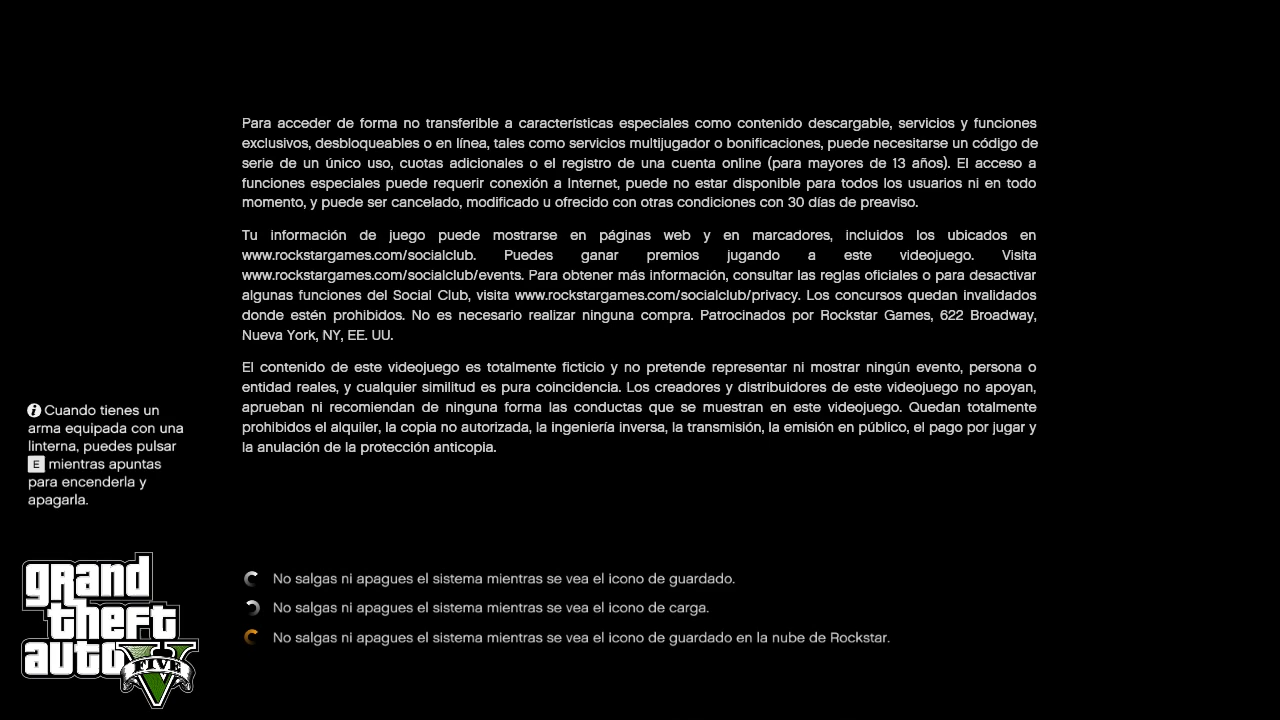 Para acceder de forma no transferible a características especiales como contenido descargable, servicios y funciones
exclusivos, desbloqueables o en línea, tales como servicios multijugador o bonificaciones, puede necesitarse un código de
serie de un único uso, cuotas adicionales o el registro de una cuenta online (para mayores de 13 años). El acceso a
funciones especiales puede requerir conexión a Internet, puede no estar disponible para todos los usuarios ni en todo
momento, y puede ser cancelado, modificado u ofrecido con otras condiciones con 30 días de preaviso.
Tu información de juego puede mostrarse en páginas web y en marcadores, incluidos los ubicados en
www.rockstargames.com/socialclub. Puedes ganar premios jugando a este videojuego. Visita
www.rockstargames.com/socialclub/events. Para obtener más información, consultar las reglas oficiales o para desactivar
algunas funciones del Social Club, visita www.rockstargames.com/socialclub/privacy. Los concursos quedan invalidados
donde estén prohibidos. No es necesario realizar ninguna compra. Patrocinados por Rockstar Games, 622 Broadway,
Nueva York, NY, EE. UU.
El contenido de este videojuego es totalmente ficticio y no pretende representar ni mostrar ningún evento, persona o
entidad reales, y cualquier similitud es pura coincidencia. Los creadores y distribuidores de este videojuego no apoyan,
aprueban ni recomiendan de ninguna forma las conductas que se muestran en este videojuego. Quedan totalmente
prohibidos el alquiler, la copia no autorizada, la ingeniería inversa, la transmisión, la emisión en público, el pago por jugar y
la anulación de la protección anticopia.
Cuando tienes un
arma equipada con una
linterna, puedes pulsar
E mientras apuntas
para encenderla y
apagarla.
grand
theft
auto V
FIVE
No salgas ni apagues el sistema mientras se vea el icono de guardado.
No salgas ni apagues el sistema mientras se vea el icono de carga.
No salgas ni apagues el sistema mientras se vea el icono de guardado en la nube de Rockstar.